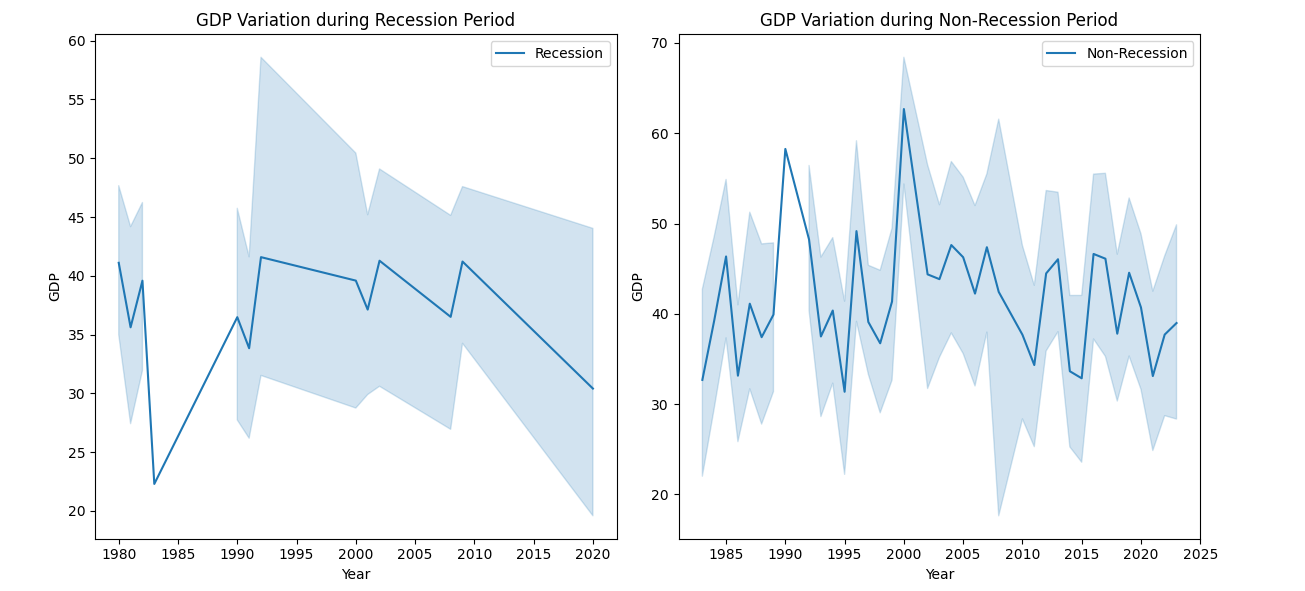 GDP Variation during Recession Period
60
55
50
45
40
35
30
25
20
GDP
Recession
1980 1985 1990 1995 2000 2005 2010 2015 2020
Year
GDP Variation during Non-Recession Period
70
60
50
40
30
20
GDP
Non-Recession
1985 1990 1995 2000 2005 2010 2015 2020 2025
Year